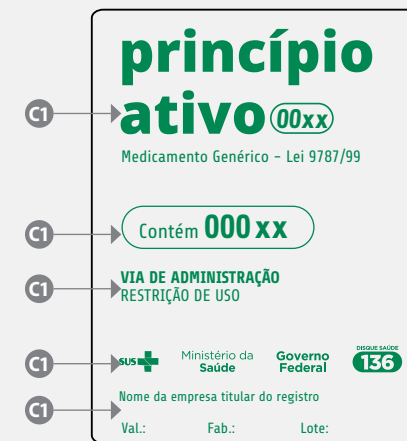 princípio
C1 ativo 00xx
Medicamento Genérico - Lei 9787/99
C1 Contém 000 xx
C1 VIA DE ADMINISTRAÇÃO
RESTRIÇÃO DE USO
DISQUE SAÚDE
C1 SUS Ministério da Saúde Governo Federal 136
C1 Nome da empresa titular do registro
Val.: Fab.: Lote: